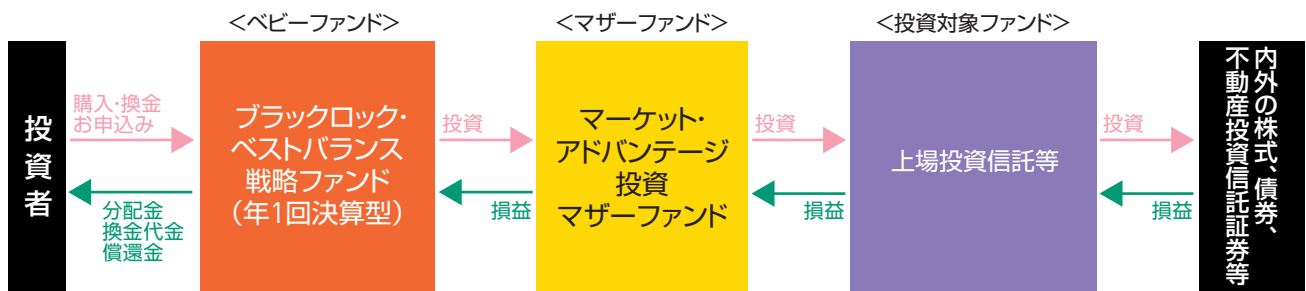 <ベビーファンド>
<マザーファンド>
<投資対象ファンド>
投資者
購入・換金
お申込み
分配金
換金代金
償還金
ブラックロック・
ベストバランス
戦略ファンド
(年1回決算型)
投資
損益
マーケット・
アドバンテージ
投資
マザーファンド
投資
損益
上場投資信託等
投資
損益
内外の株式、債券、
不動産投資信託証券等